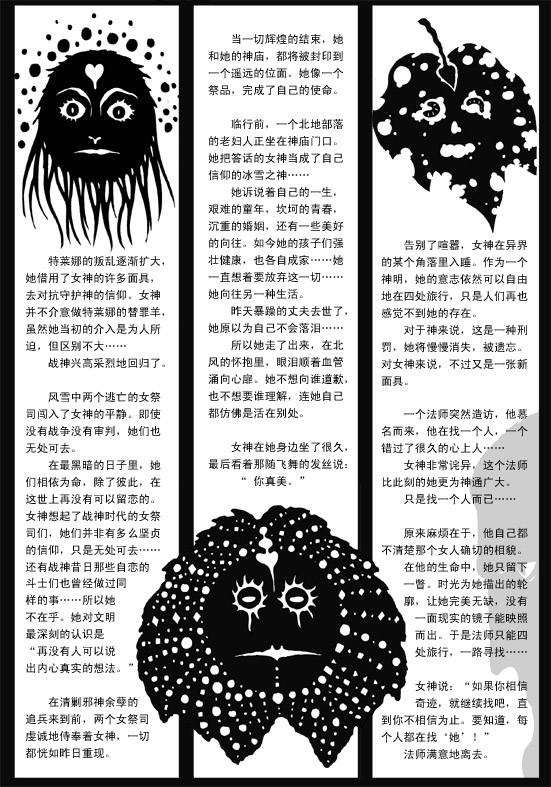 特莱娜的叛乱逐渐扩大，
她借用了女神的许多面具，
去对抗守护神的信仰。女神
并不介意做特莱娜的替罪羊，
虽然她当初的介入是为人所
迫，但区别不大……
战神兴高采烈地回归了。
风雪中两个逃亡的女祭
司闯入了女神的平静。即使
没有战争没有审判，她们也
无处可去。
在最黑暗的日子里，她
们相依为命，除了彼此，在
这世上再没有可以留恋的。
女神想起了战神时代的女祭
司们，她们并非有多么坚贞
的信仰，只是无处可去……
还有战神昔日那些自恋的
斗士们也曾经做过同
样的事……所以她
不在乎。她对文明
最深刻的认识是
“再没有人可以说
出内心真实的想法。”
在清剿邪神余孽的
追兵来到前，两个女祭司
虔诚地侍奉着女神，一切
都恍如昨日重现。
当一切辉煌的结束，她
和她的神庙，都将被封印到
一个遥远的位面。她像一个
祭品，完成了自己的使命。
临行前，一个北地部落
的老妇人正坐在神庙门口。
她把答话的女神当成了自己
信仰的冰雪之神……
她诉说着自己的一生，
艰难的童年，坎坷的青春，
沉重的婚姻，还有一些美好
的向往。如今她的孩子们强
壮健康，也各自成家……她
一直想着要放弃这一切……
她向往另一种生活。
昨天暴躁的丈夫去世了，
她原以为自己不会落泪……
所以她走了出来，在北
风的怀抱里，眼泪顺着血管
涌向心扉。她不想向谁道歉，
也不想要谁理解，连她自己
都仿佛是活在别处。
女神在她身边坐了很久，
最后看着那随飞舞的发丝说：
“ 你真美。”
告别了喧嚣，女神在异界
的某个角落里入睡。作为一个
神明，她的意志依然可以自由
地在四处旅行，只是人们再也
感觉不到她的存在。
对于神来说，这是一种刑
罚，她将慢慢消失，被遗忘。
对女神来说，不过又是一张新
面具。
一个法师突然造访，他慕
名而来，他在找一个人，一个
错过了很久的心上人……
女神非常诧异，这个法师
比此刻的她更为神通广大。
只是找一个人而已……
原来麻烦在于，他自己都
不清楚那个女人确切的相貌。
在他的生命中，她只留下
一瞥。时光为她描出的轮
廓，让她完美无缺，没有
一面现实的镜子能映照
而出。于是法师只能四
处旅行，一路寻找……
女神说：“如果你相信
奇迹，就继续找吧，直
到你不相信为止。要知道，每
个人都在找‘她’！”
法师满意地离去。